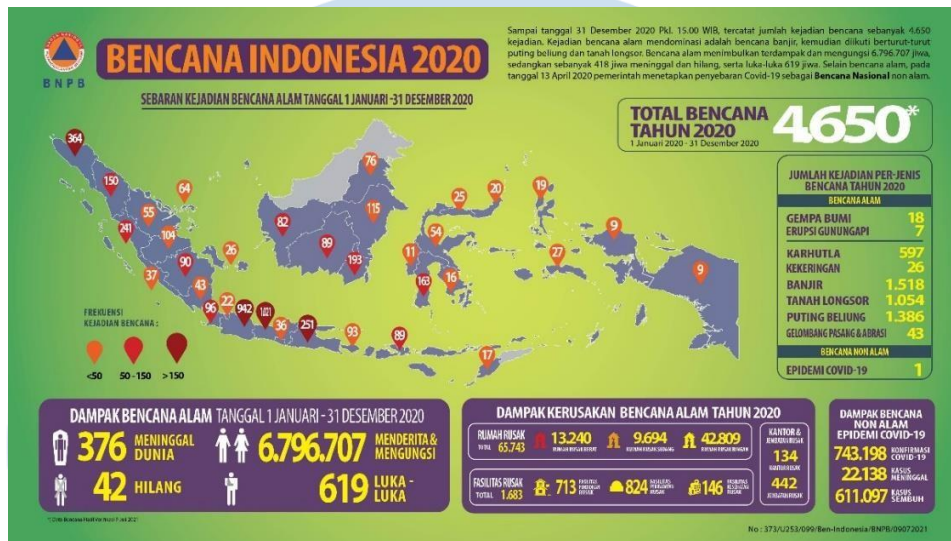 BNPB
BENCANA INDONESIA 2020
SEBARAN KEJADIAN BENCANA ALAM TANGGAL 1 JANUARI -31 DESEMBER 2020
Sampai tanggal 31 Desember 2020 Pkl. 15.00 WIB, tercatat jumlah kejadian bencana sebanyak 4.650
kejadian. Kejadian bencana alam mendominasi adalah bencana banjir, kemudian diikuti berturut-turut
puting beliung dan tanah longsor. Bencana alam menimbulkan terdampak dan mengungsi 6.796.707 jiwa,
sedangkan sebanyak 418 jiwa meninggal dan hilang, serta luka-luka 619 jiwa. Selain bencana alam, pada
tanggal 13 April 2020 pemerintah menetapkan penyebaran Covid-19 sebagai Bencana Nasional non alam.
TOTAL BENCANA
TAHUN 2020
1 Januari 2020 - 31 Desember 2020
4.650*
364
150
64
55
241
104
26
37
90
43
96
22
942
36
251
93
89
17
76
115
82
89
193
25
20
19
54
11
163
16
27
9
9
FREKUENSI
KEJADIAN BENCANA :
<50
50-150
>150
JUMLAH KEJADIAN PER-JENIS
BENCANA TAHUN 2020
BENCANA ALAM
GEMPA BUMI 18
ERUPSI GUNUNGAPI 7
KARHUTLA 597
KEKERINGAN 26
BANJIR 1.518
TANAH LONGSOR 1.054
PUTING BELIUNG 1.386
GELOMBANG PASANG & ABRASI 43
BENCANA NON ALAM
EPIDEMI COVID-19 1
DAMPAK BENCANA ALAM TANGGAL 1 JANUARI - 31 DESEMBER 2020
376 MENINGGAL DUNIA
6.796.707 MENDERITA & MENGUNGSI
42 HILANG
619 LUKA - LUKA
DAMPAK KERUSAKAN BENCANA ALAM TAHUN 2020
RUMAH RUSAK
TOTAL 65.743
13.240
RUMAH RUSAK BERAT
9.694
RUMAH RUSAK SEDANG
42.809
RUMAH RUSAK RINGAN
FASILITAS RUSAK
TOTAL 1.683
713
824
146
KANTOR &
JEMBATAN RUSAK
134
KANTOR RUSAK
442
JEMBATAN RUSAK
DAMPAK BENCANA
NON ALAM
EPIDEMI COVID-19
743.198 KONFIRMASI COVID-19
22.138 KASUS MENINGGAL
611.097 KASUS SEMBUH
No : 373/U253/099/Ben-Indonesia/BNPB/09072021